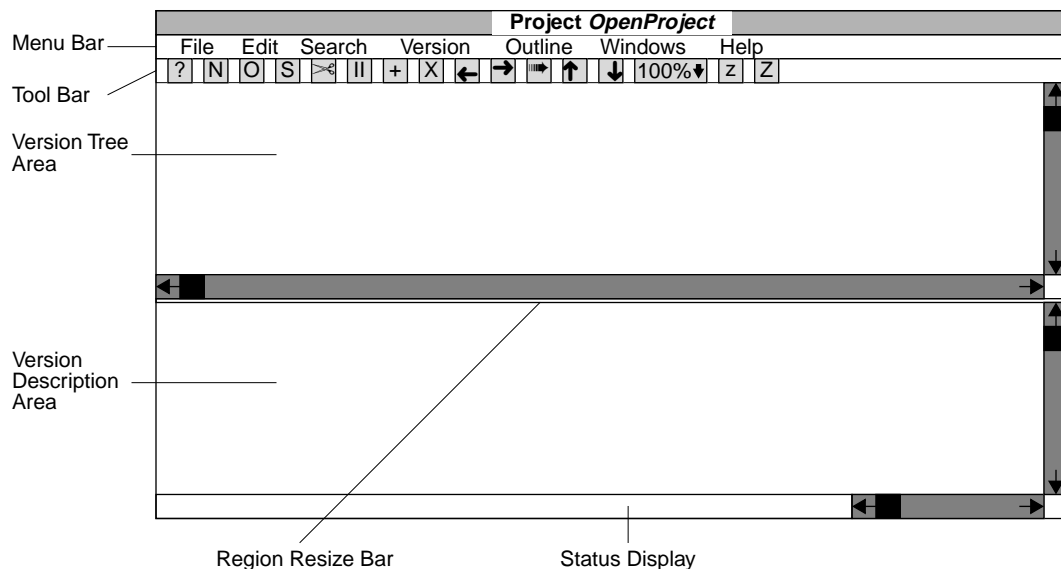 Project OpenProject
Menu Bar
File Edit Search Version Outline Windows Help
? N O S II + X 100% z Z
Tool Bar
Version Tree
Area
Version
Description
Area
Region Resize Bar
Status Display